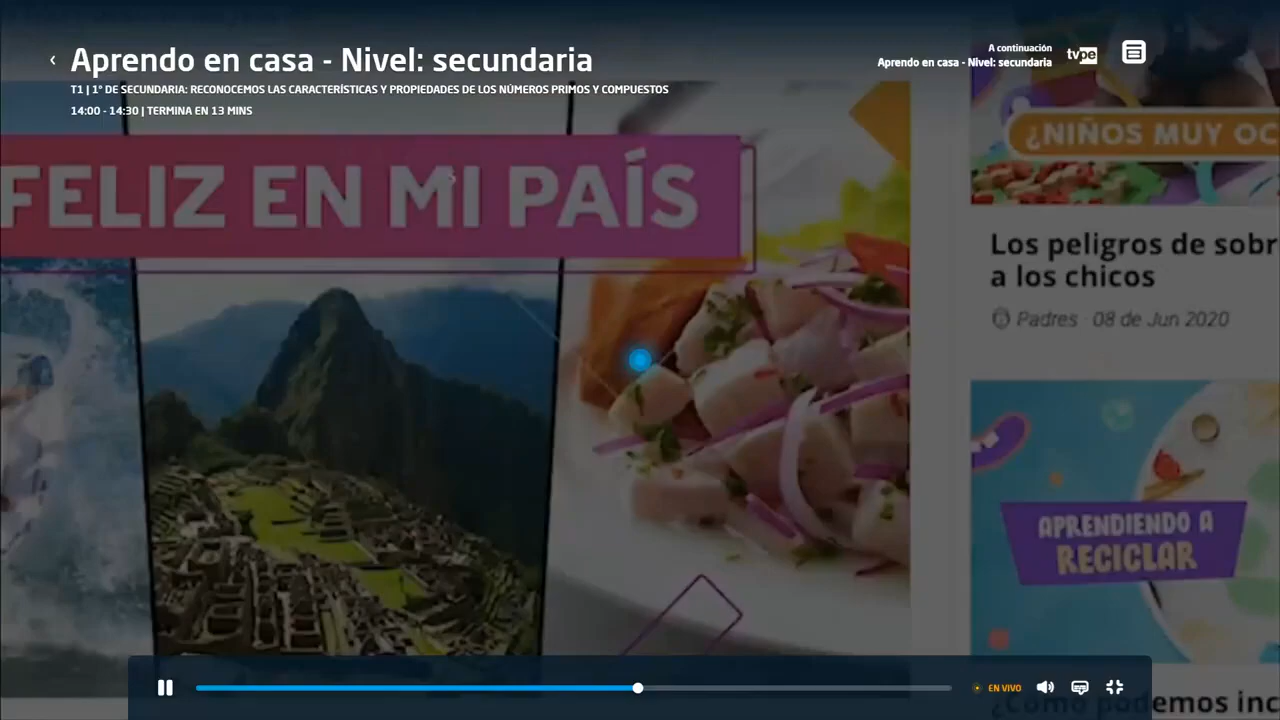 Aprendo en casa - Nivel: secundaria
T1 | 1° DE SECUNDARIA: RECONOCEMOS LAS CARACTERÍSTICAS Y PROPIEDADES DE LOS NÚMEROS PRIMOS Y COMPUESTOS
14:00 - 14:30 | TERMINA EN 13 MINS
A continuación
Aprendo en casa - Nivel: secundaria
tvpe
FELIZ EN MI PAÍS
¿NIÑOS MUY OC
Los peligros de sobr
a los chicos
Padres · 08 de Jun 2020
APRENDIENDO A
RECICLAR
¿Cómo podemos inc
EN VIVO